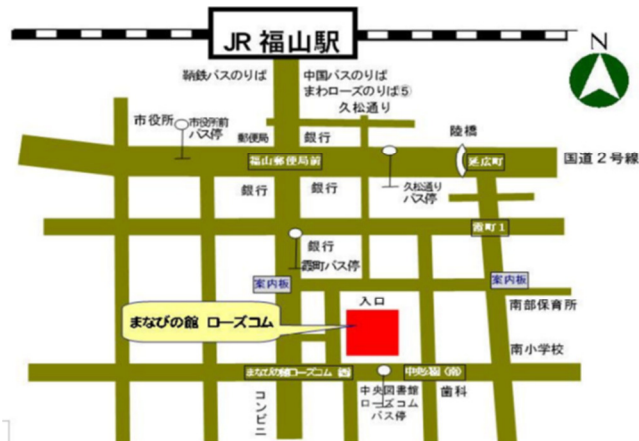 JR 福山駅
N
鞆鉄バスのりば
中国バスのりば
まわローズのりば⑤
久松通り
市役所
市役所前
バス停
郵便局
銀行
陸橋
福山郵便局前
延広町
国道2号線
銀行
銀行
久松通り
バス停
霞町1
銀行
霞町バス停
案内板
案内板
入口
南部保育所
まなびの館 ローズコム
南小学校
まなびの館ローズコム 西
中央図書館
ローズコム
バス停
歯科
コンビニ